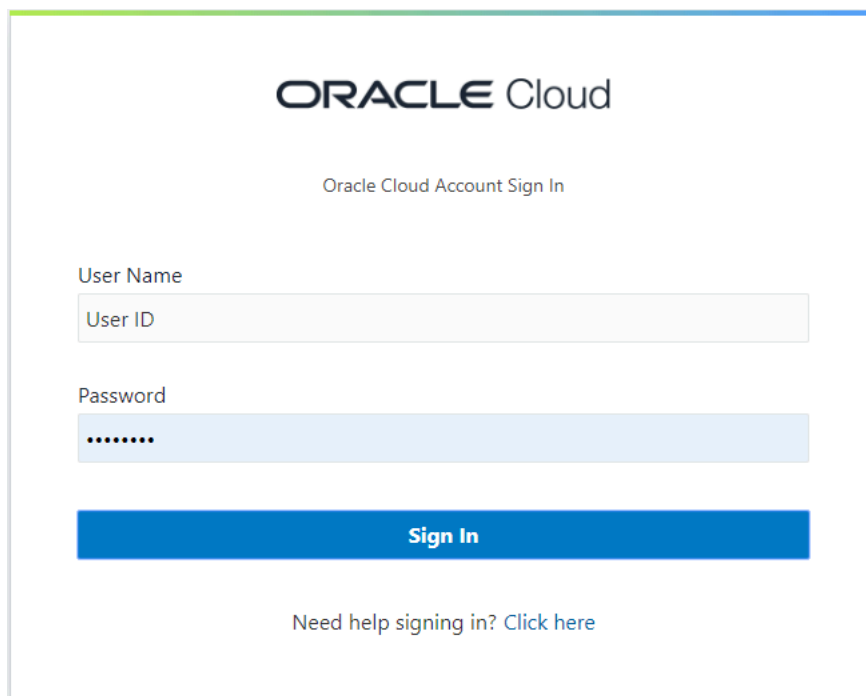 ORACLE Cloud
Oracle Cloud Account Sign In
User Name
User ID
Password
••••••••
Sign In
Need help signing in? Click here